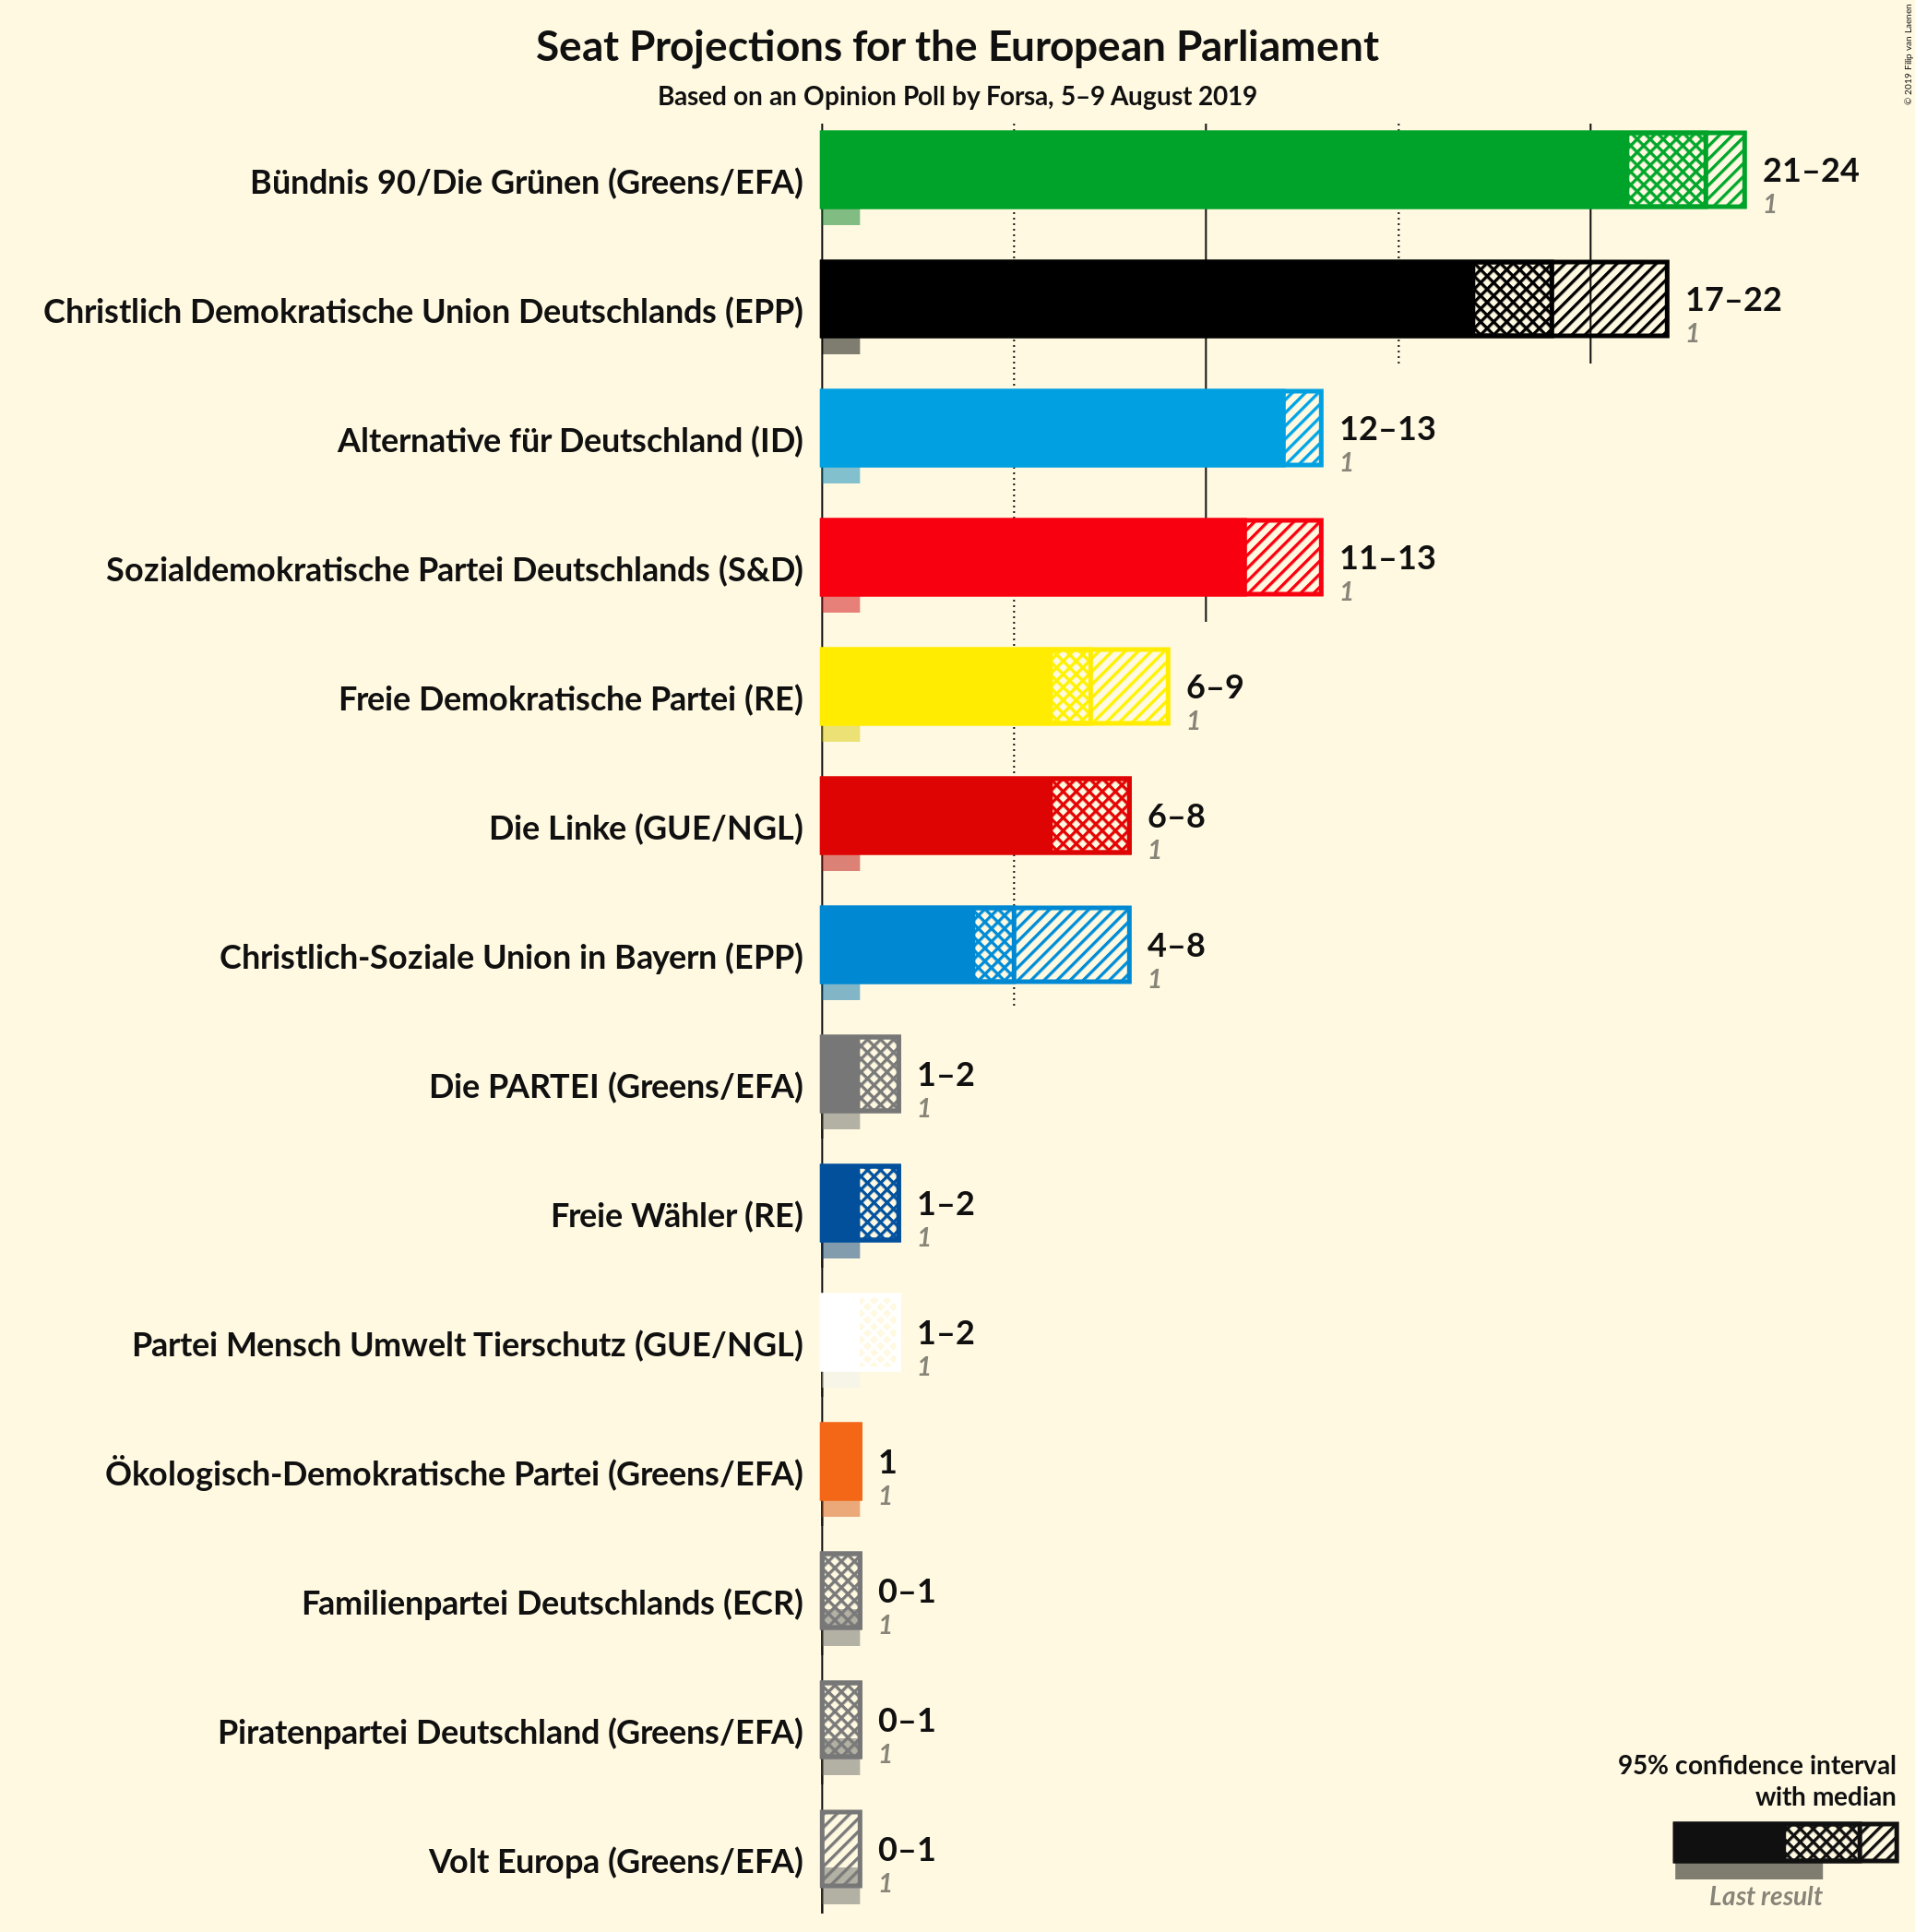 Seat Projections for the European Parliament
Based on an Opinion Poll by Forsa, 5–9 August 2019
© 2019 Filip van Laenen
Bündnis 90/Die Grünen (Greens/EFA)
21–24
1
Christlich Demokratische Union Deutschlands (EPP)
17–22
1
Alternative für Deutschland (ID)
12–13
1
Sozialdemokratische Partei Deutschlands (S&D)
11–13
1
Freie Demokratische Partei (RE)
6–9
1
Die Linke (GUE/NGL)
6–8
1
Christlich-Soziale Union in Bayern (EPP)
4–8
1
Die PARTEI (Greens/EFA)
1–2
1
Freie Wähler (RE)
1–2
1
Partei Mensch Umwelt Tierschutz (GUE/NGL)
1–2
1
Ökologisch-Demokratische Partei (Greens/EFA)
1
1
Familienpartei Deutschlands (ECR)
0–1
1
Piratenpartei Deutschland (Greens/EFA)
0–1
1
Volt Europa (Greens/EFA)
0–1
1
95% confidence interval
with median
Last result